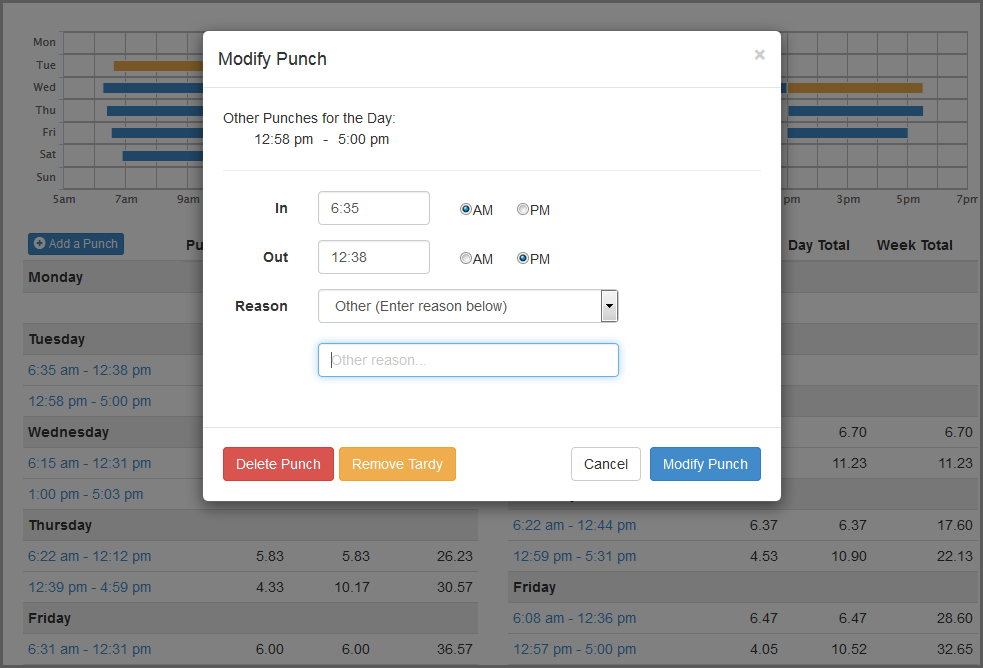 Modify Punch ×
Other Punches for the Day:
12:58 pm - 5:00 pm
In 6:35 AM PM
Out 12:38 AM PM
Reason Other (Enter reason below)
Other reason...
Delete Punch Remove Tardy Cancel Modify Punch
Mon
Tue
Wed
Thu
Fri
Sat
Sun
5am 7am 9am pm 3pm 5pm 7pm
Add a Punch Pu Day Total Week Total
Monday
Tuesday
6:35 am - 12:38 pm
12:58 pm - 5:00 pm
Wednesday
6:15 am - 12:31 pm
1:00 pm - 5:03 pm
Thursday
6:22 am - 12:12 pm 5.83 5.83 26.23
12:39 pm - 4:59 pm 4.33 10.17 30.57
Friday
6:31 am - 12:31 pm 6.00 6.00 36.57
6.70 6.70
11.23 11.23
6:22 am - 12:44 pm 6.37 6.37 17.60
12:59 pm - 5:31 pm 4.53 10.90 22.13
Friday
6:08 am - 12:36 pm 6.47 6.47 28.60
12:57 pm - 5:00 pm 4.05 10.52 32.65